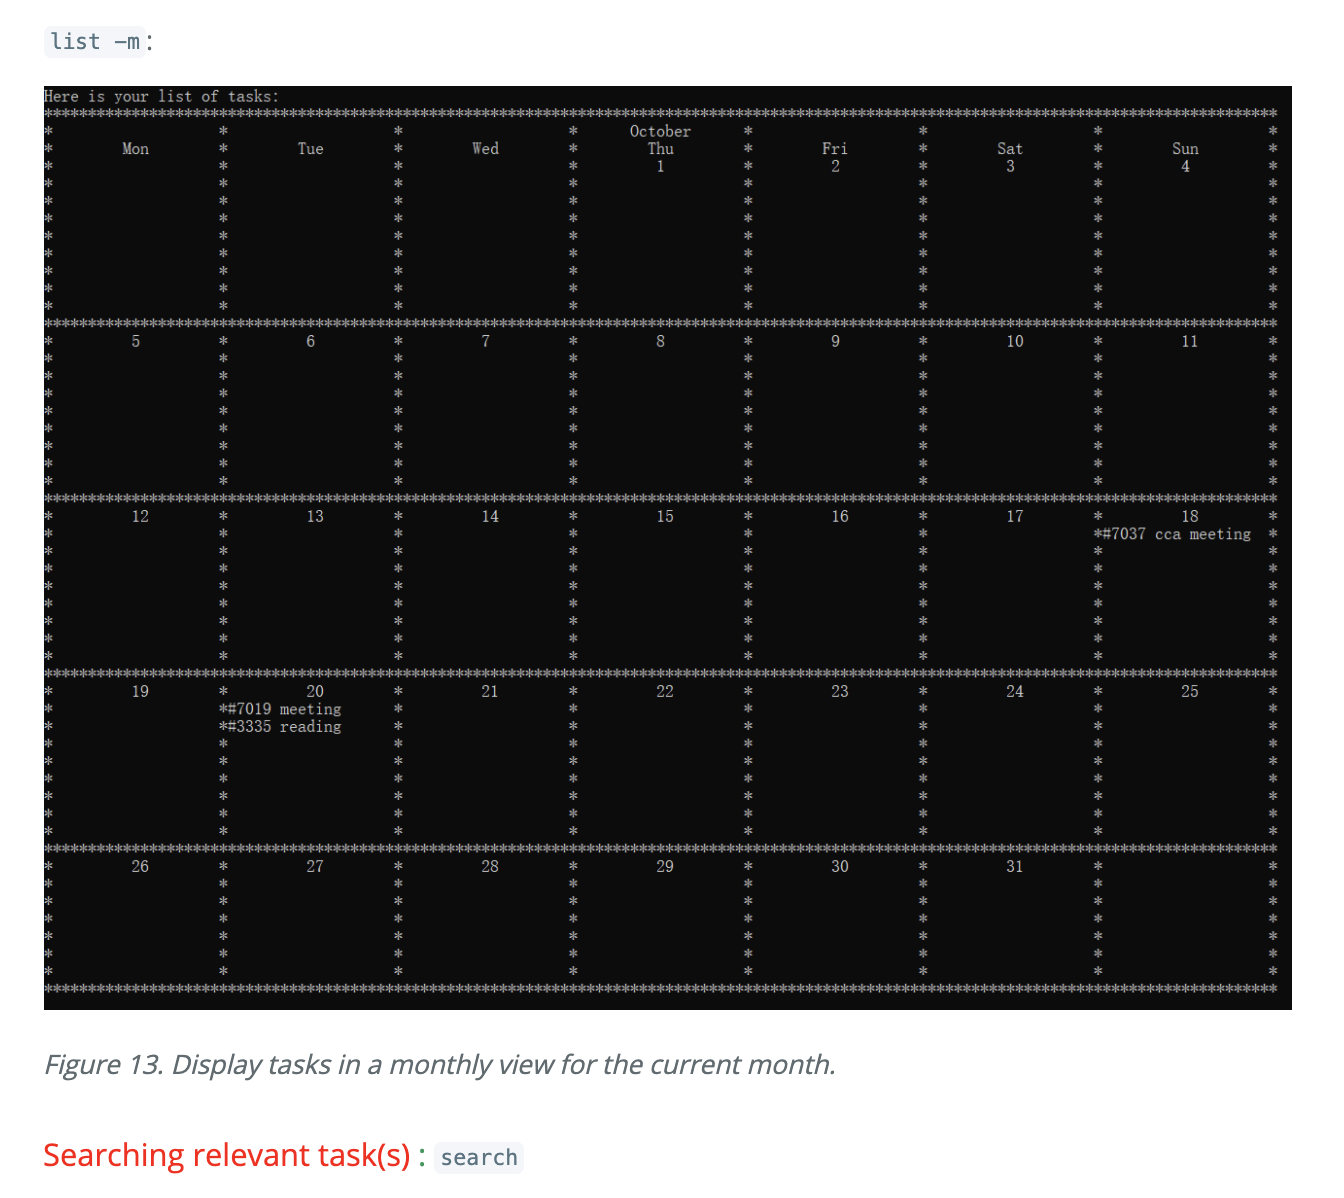 list -m:
Here is your list of tasks:
October
Mon Tue Wed Thu Fri Sat Sun
1 2 3 4
5 6 7 8 9 10 11
12 13 14 15 16 17 18
#7037 cca meeting
19 20 21 22 23 24 25
#7019 meeting
#3335 reading
26 27 28 29 30 31
Figure 13. Display tasks in a monthly view for the current month.
Searching relevant task(s) : search